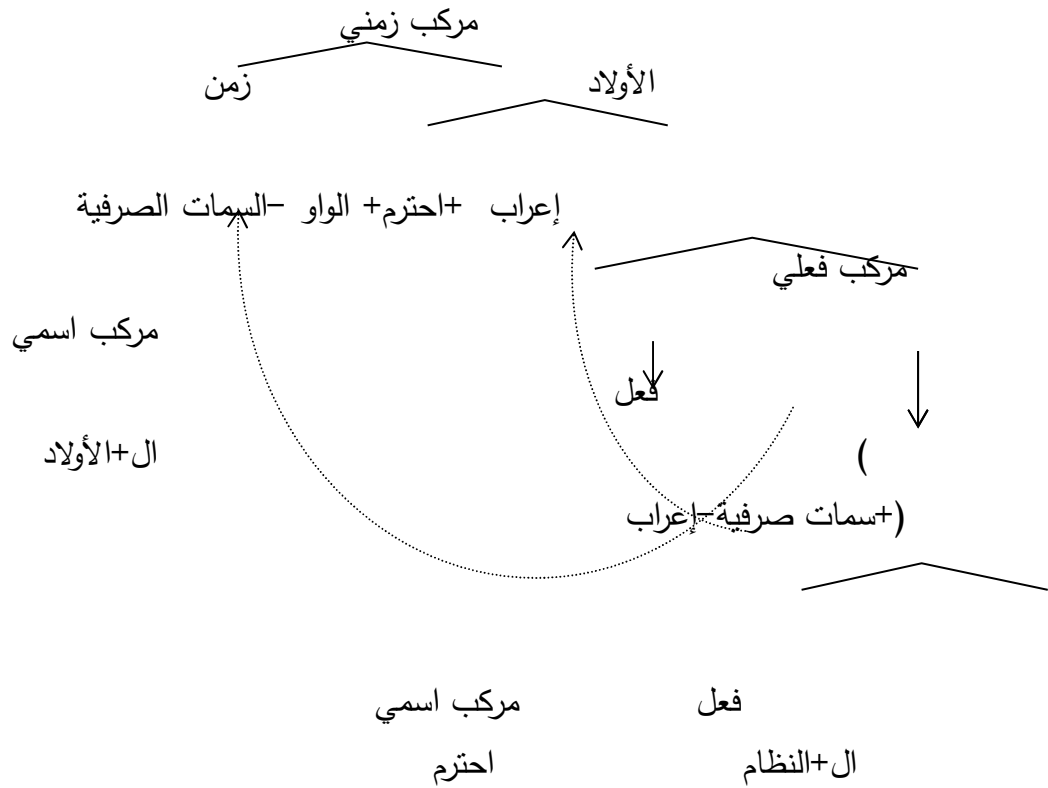 مركب زمني
الأولاد زمن
إعراب +احترم+ الواو –السمات الصرفية
مركب فعلي
مركب اسمي
فعل
( ال+الأولاد
(+سمات صرفية–إعراب
فعل مركب اسمي
ال+النظام احترم